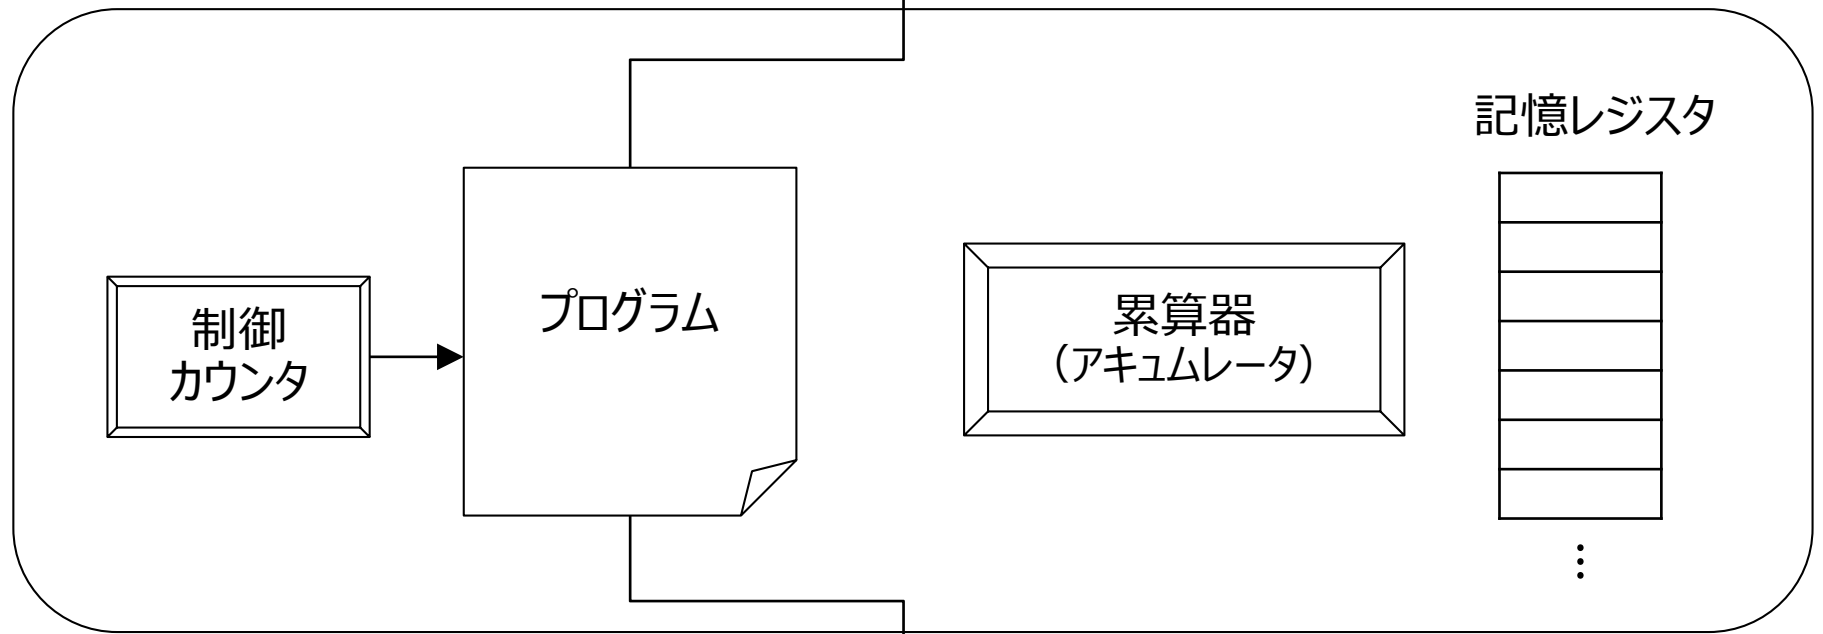 記憶レジスタ
制御
カウンタ
プログラム
累算器
（アキュムレータ）